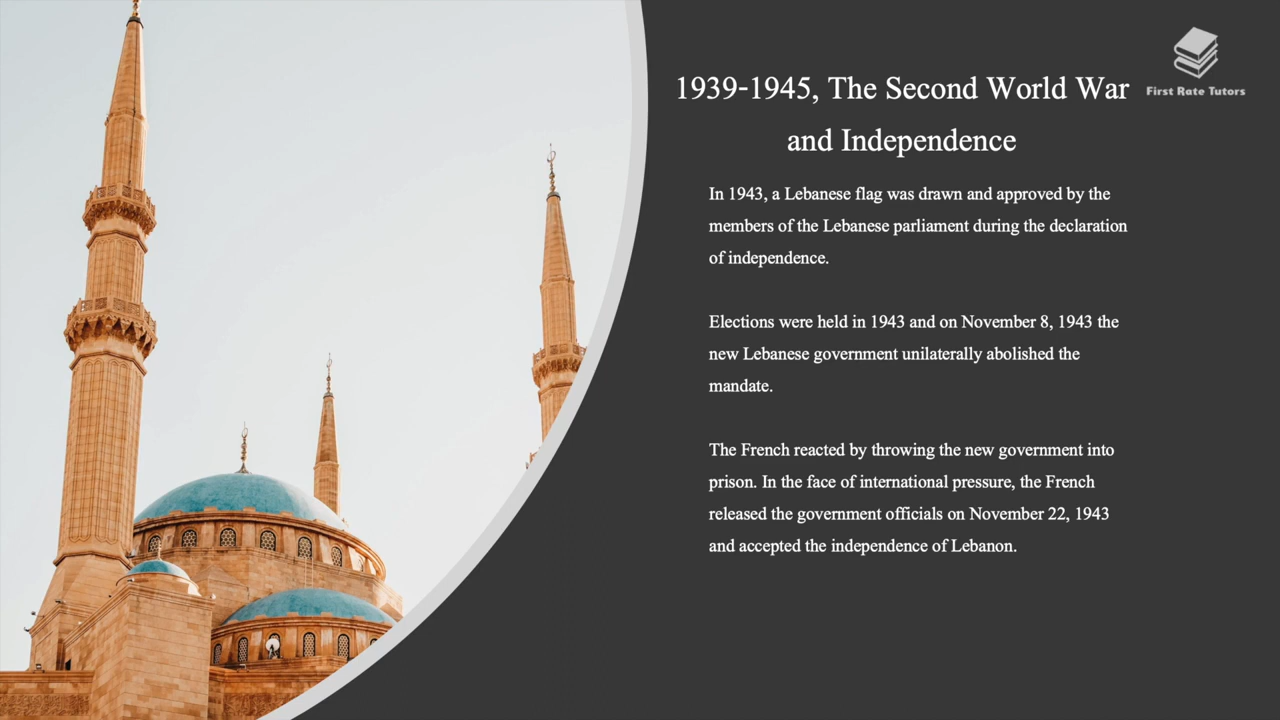 First Rate Tutors
1939-1945, The Second World War
and Independence
In 1943, a Lebanese flag was drawn and approved by the
members of the Lebanese parliament during the declaration
of independence.
Elections were held in 1943 and on November 8, 1943 the
new Lebanese government unilaterally abolished the
mandate.
The French reacted by throwing the new government into
prison. In the face of international pressure, the French
released the government officials on November 22, 1943
and accepted the independence of Lebanon.